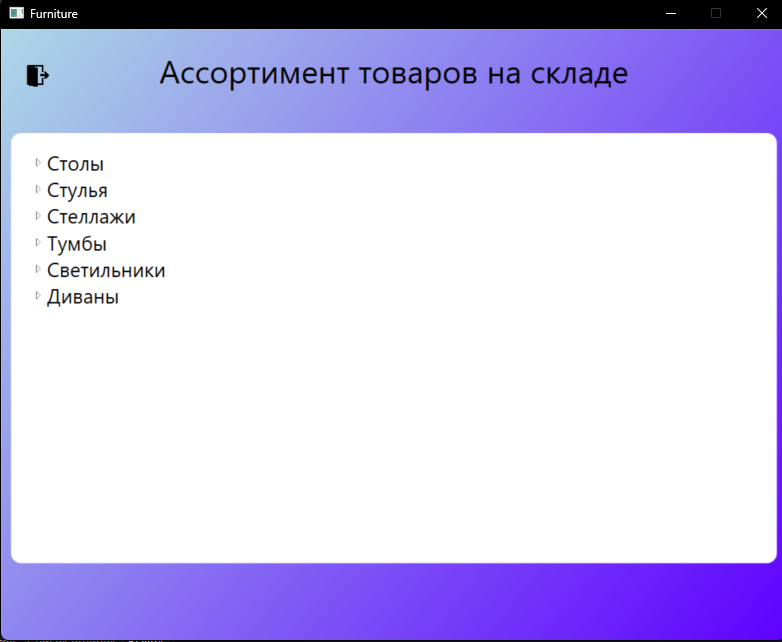 Furniture
Ассортимент товаров на складе
Столы
Стулья
Стеллажи
Тумбы
Светильники
Диваны